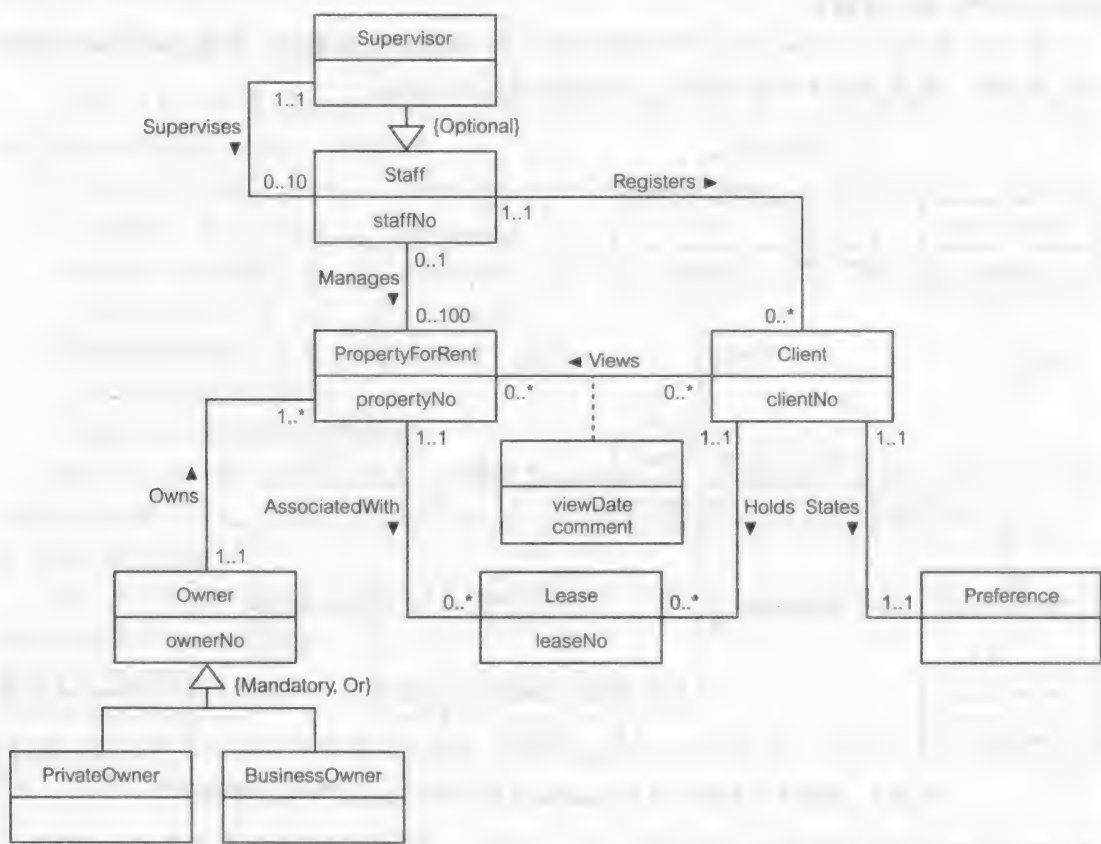 Supervisor
1..1
{Optional}
Supervises ▼
0..10
Staff
staffNo
1..1
Registers ►
0..1
Manages ▼
0..100
0..*
PropertyForRent
propertyNo
◄ Views
0..*
0..*
Client
clientNo
1..*
1..1
1..1
1..1
viewDate
comment
Owns ▲
AssociatedWith ▼
Holds ▼
States ▼
1..1
Owner
ownerNo
0..*
Lease
leaseNo
0..*
1..1
Preference
{Mandatory, Or}
PrivateOwner
BusinessOwner